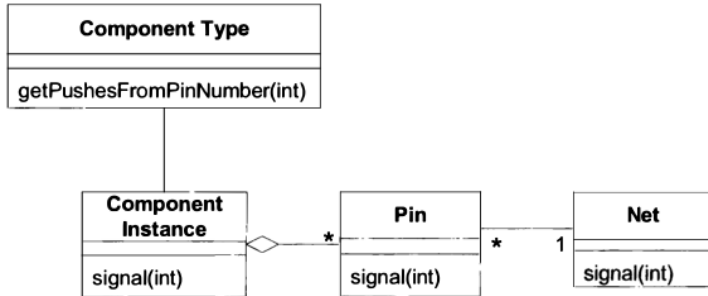 Component Type
getPushesFromPinNumber(int)
Component
Instance
signal(int)
*
Pin
signal(int)
*
1
Net
signal(int)